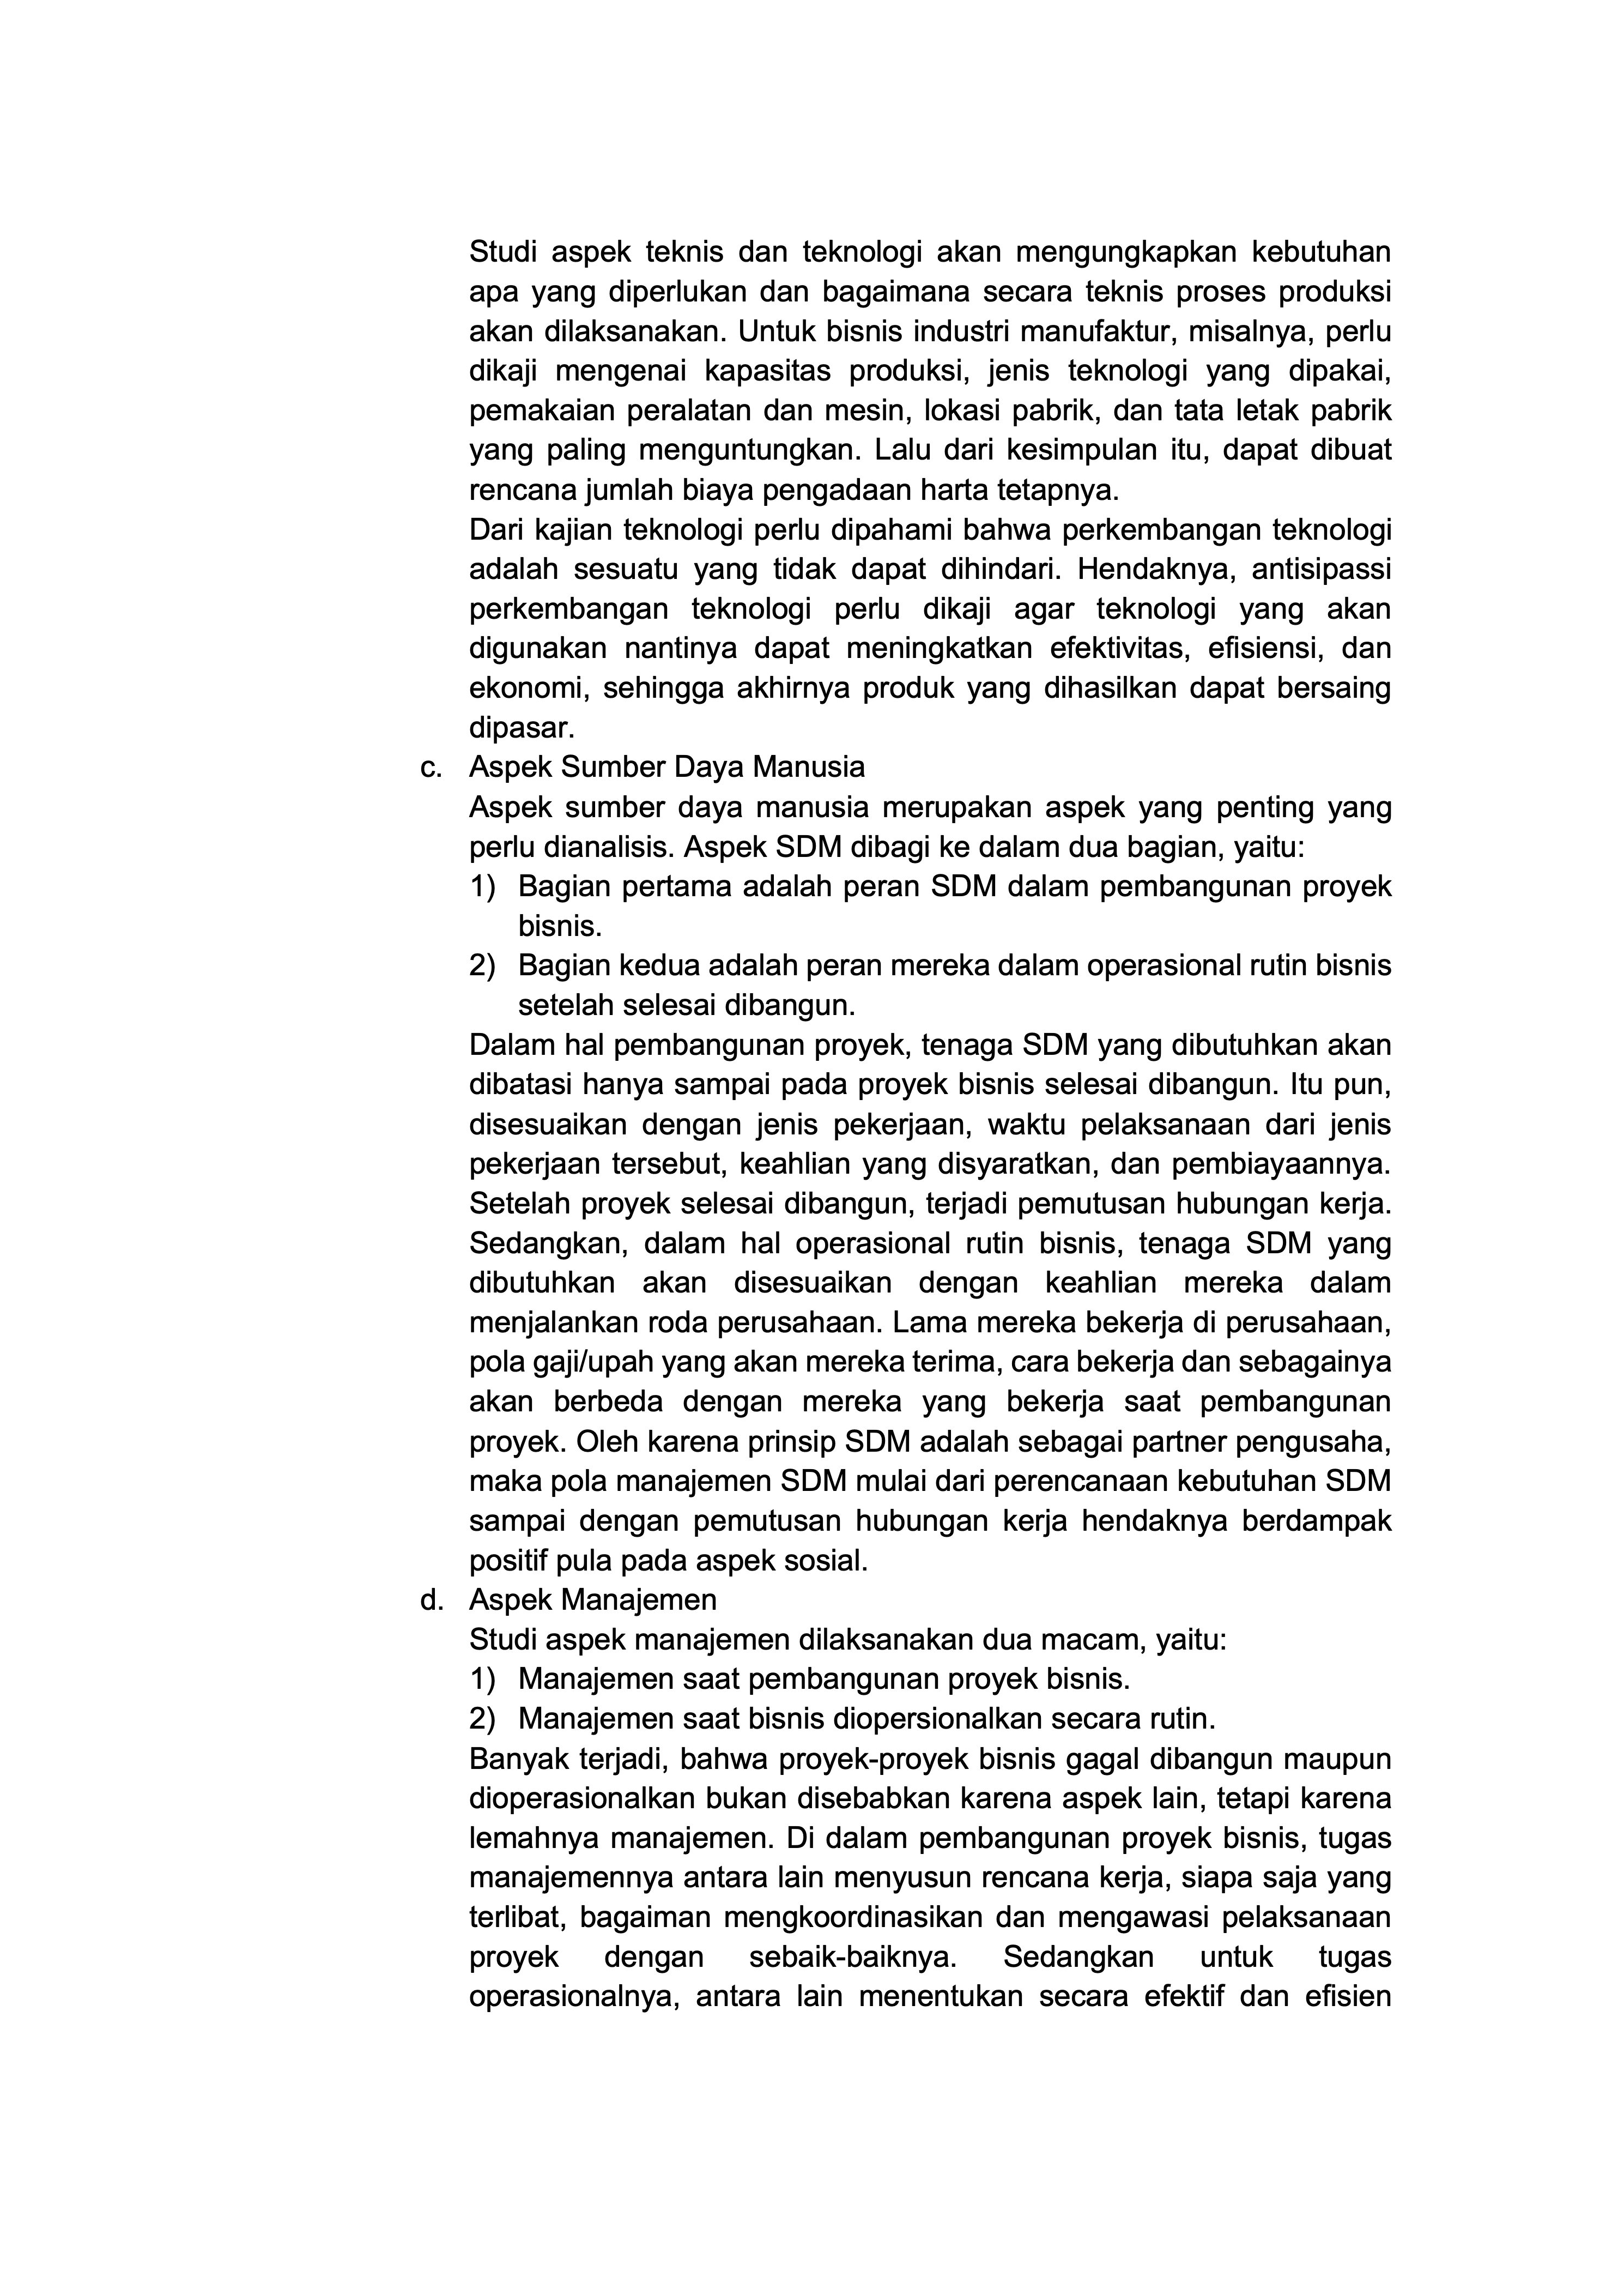 Studi aspek teknis dan teknologi akan mengungkapkan kebutuhan
apa yang diperlukan dan bagaimana secara teknis proses produksi
akan dilaksanakan. Untuk bisnis industri manufaktur, misalnya, perlu
dikaji mengenai kapasitas produksi, jenis teknologi yang dipakai,
pemakaian peralatan dan mesin, lokasi pabrik, dan tata letak pabrik
yang paling menguntungkan. Lalu dari kesimpulan itu, dapat dibuat
rencana jumlah biaya pengadaan harta tetapnya.
Dari kajian teknologi perlu dipahami bahwa perkembangan teknologi
adalah sesuatu yang tidak dapat dihindari. Hendaknya, antisipassi
perkembangan teknologi perlu dikaji agar teknologi yang akan
digunakan nantinya dapat meningkatkan efektivitas, efisiensi, dan
ekonomi, sehingga akhirnya produk yang dihasilkan dapat bersaing
dipasar.
c. Aspek Sumber Daya Manusia
Aspek sumber daya manusia merupakan aspek yang penting yang
perlu dianalisis. Aspek SDM dibagi ke dalam dua bagian, yaitu:
1) Bagian pertama adalah peran SDM dalam pembangunan proyek
bisnis.
2) Bagian kedua adalah peran mereka dalam operasional rutin bisnis
setelah selesai dibangun.
Dalam hal pembangunan proyek, tenaga SDM yang dibutuhkan akan
dibatasi hanya sampai pada proyek bisnis selesai dibangun. Itu pun,
disesuaikan dengan jenis pekerjaan, waktu pelaksanaan dari jenis
pekerjaan tersebut, keahlian yang disyaratkan, dan pembiayaannya.
Setelah proyek selesai dibangun, terjadi pemutusan hubungan kerja.
Sedangkan, dalam hal operasional rutin bisnis, tenaga SDM yang
dibutuhkan akan disesuaikan dengan keahlian mereka dalam
menjalankan roda perusahaan. Lama mereka bekerja di perusahaan,
pola gaji/upah yang akan mereka terima, cara bekerja dan sebagainya
akan berbeda dengan mereka yang bekerja saat pembangunan
proyek. Oleh karena prinsip SDM adalah sebagai partner pengusaha,
maka pola manajemen SDM mulai dari perencanaan kebutuhan SDM
sampai dengan pemutusan hubungan kerja hendaknya berdampak
positif pula pada aspek sosial.
d. Aspek Manajemen
Studi aspek manajemen dilaksanakan dua macam, yaitu:
1) Manajemen saat pembangunan proyek bisnis.
2) Manajemen saat bisnis diopersionalkan secara rutin.
Banyak terjadi, bahwa proyek-proyek bisnis gagal dibangun maupun
dioperasionalkan bukan disebabkan karena aspek lain, tetapi karena
lemahnya manajemen. Di dalam pembangunan proyek bisnis, tugas
manajemennya antara lain menyusun rencana kerja, siapa saja yang
terlibat, bagaiman mengkoordinasikan dan mengawasi pelaksanaan
proyek dengan sebaik-baiknya. Sedangkan untuk tugas
operasionalnya, antara lain menentukan secara efektif dan efisien